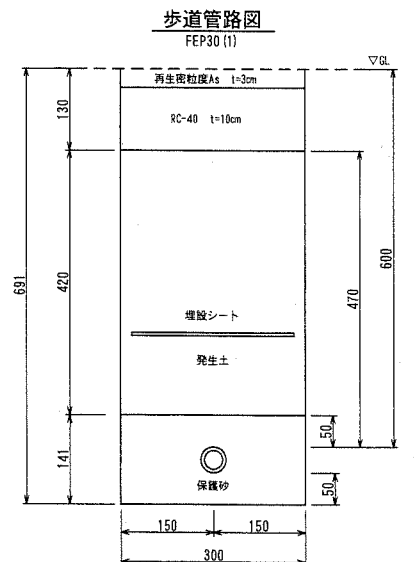 歩道管路図
FEP30(1)
▽GL
再生密粒度As t=3cm
RC-40 t=10cm
130
420
691
141
埋設シート
発生土
保護砂
470
600
50
50
150
150
300